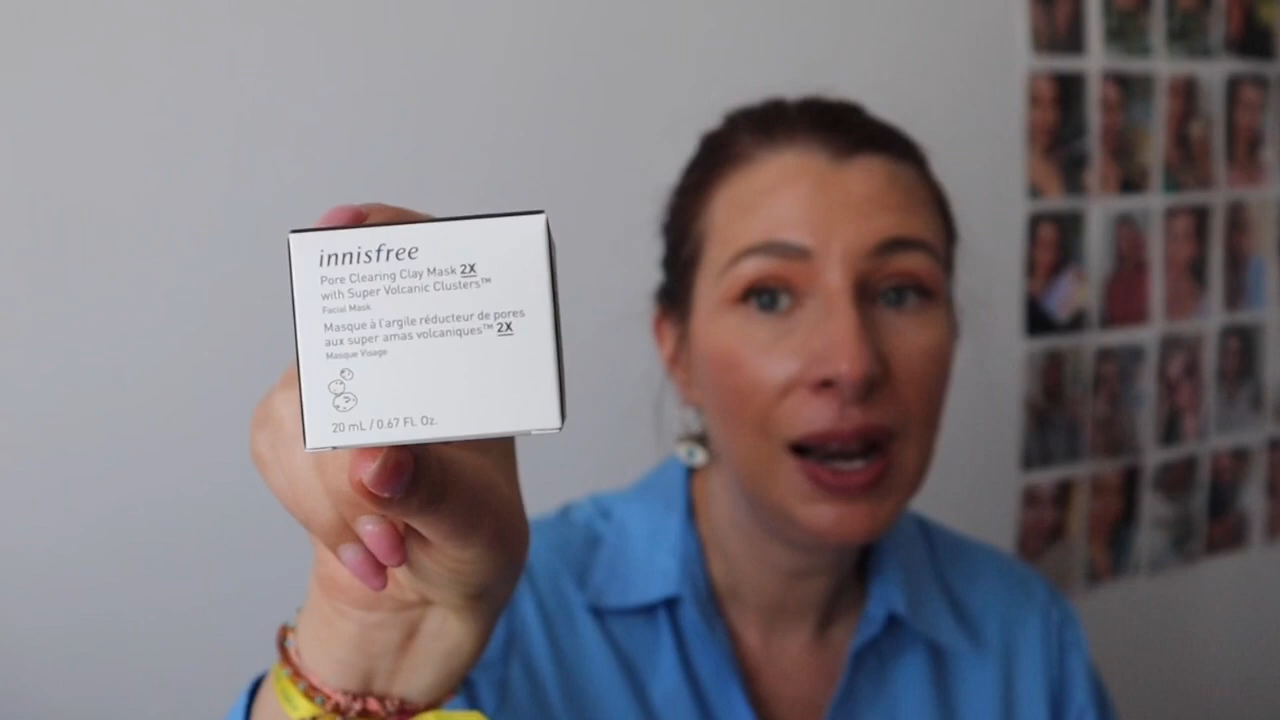 innisfree
Pore Clearing Clay Mask 2X
with Super Volcanic Clusters™
Facial Mask
Masque à l'argile réducteur de pores
aux super amas volcaniques™ 2X
Masque Visage
20 mL / 0.67 Fl. Oz.